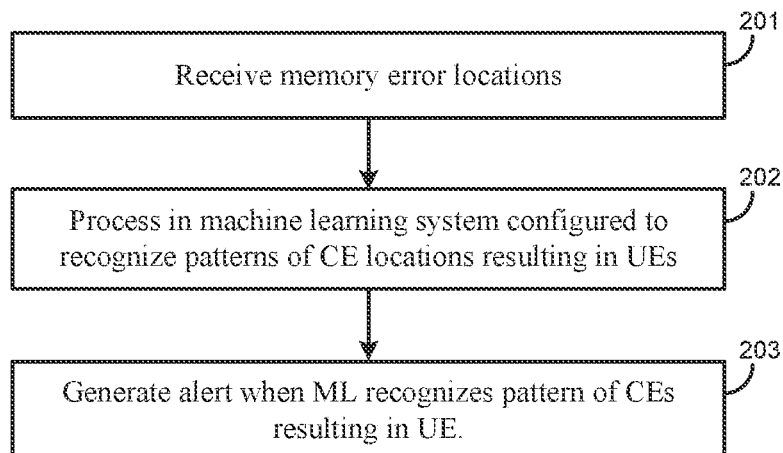 201
Receive memory error locations
202
Process in machine learning system configured to
recognize patterns of CE locations resulting in UEs
203
Generate alert when ML recognizes pattern of CEs
resulting in UE.